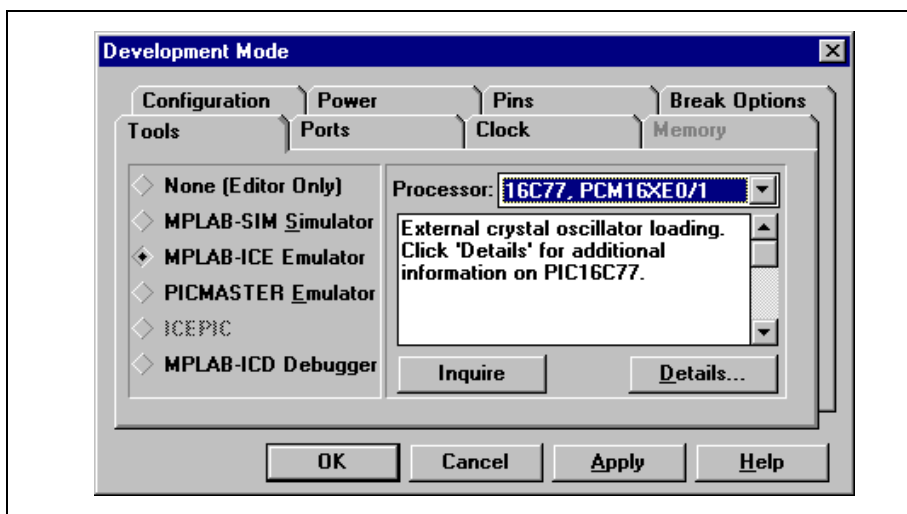 Development Mode
Configuration Power Pins Break Options
Tools Ports Clock Memory
None (Editor Only)
MPLAB-SIM Simulator
MPLAB-ICE Emulator
PICMASTER Emulator
ICEPIC
MPLAB-ICD Debugger
Processor: 16C77, PCM16XE0/1
External crystal oscillator loading.
Click 'Details' for additional
information on PIC16C77.
Inquire Details...
OK Cancel Apply Help